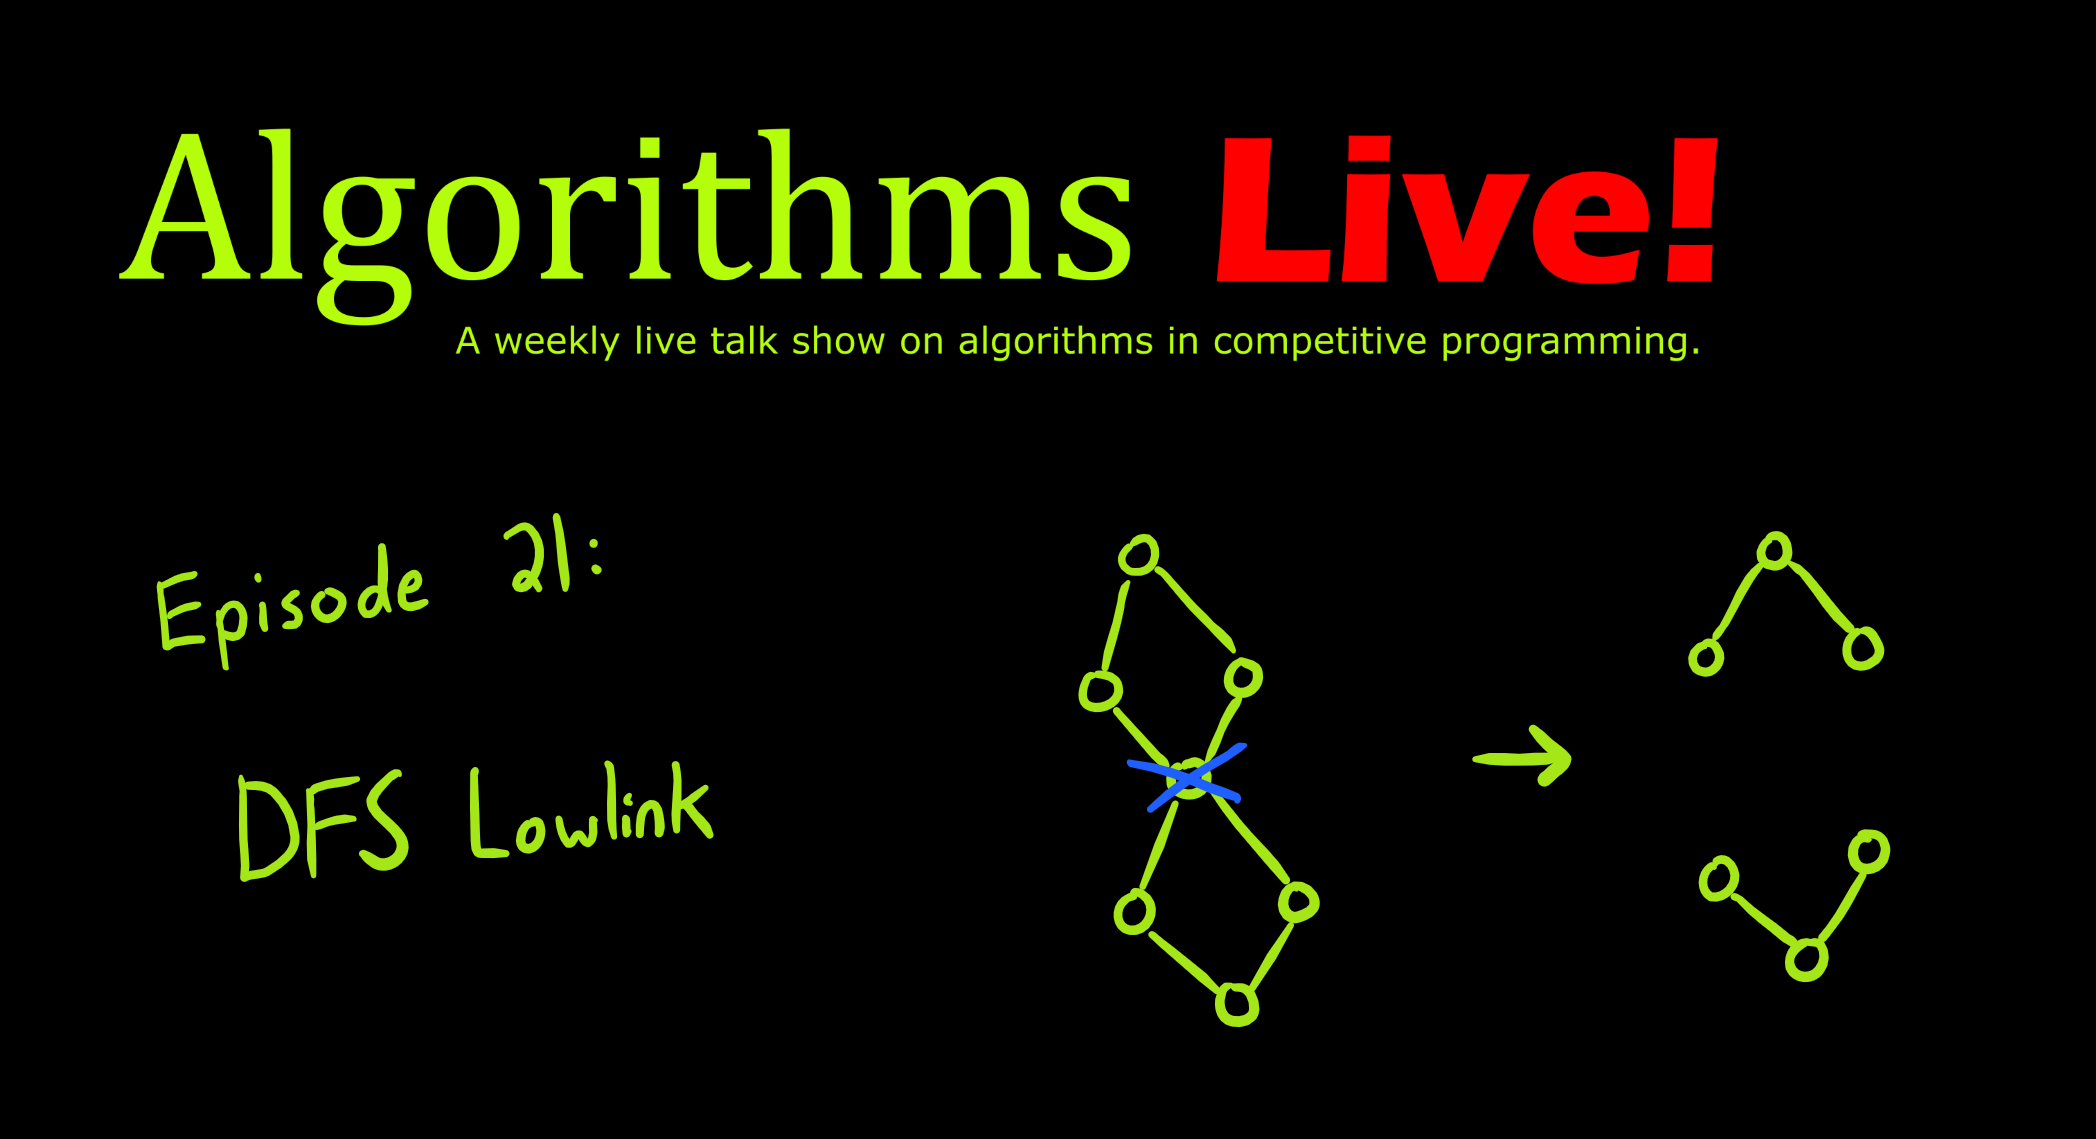 Algorithms Live!
A weekly live talk show on algorithms in competitive programming.
Episode 21:
DFS Lowlink